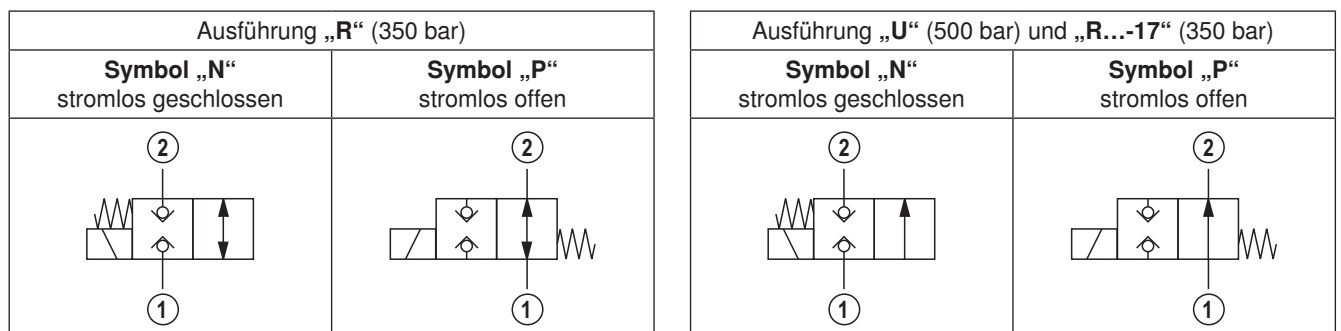 Ausführung „R“ (350 bar)
Symbol „N“
stromlos geschlossen
Symbol „P“
stromlos offen
2
2
1
1
Ausführung „U“ (500 bar) und „R...-17“ (350 bar)
Symbol „N“
stromlos geschlossen
Symbol „P“
stromlos offen
2
2
1
1